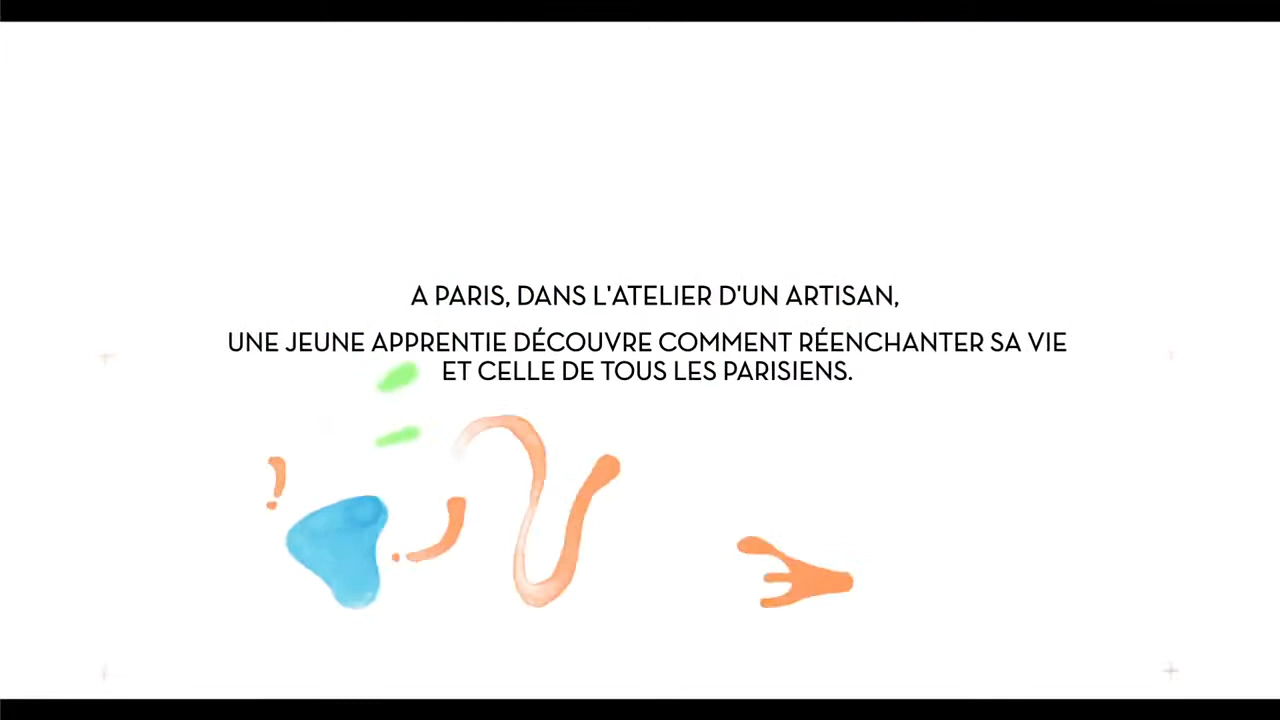 A PARIS, DANS L'ATELIER D'UN ARTISAN,
UNE JEUNE APPRENTIE DÉCOUVRE COMMENT RÉENCHANTER SA VIE
ET CELLE DE TOUS LES PARISIENS.